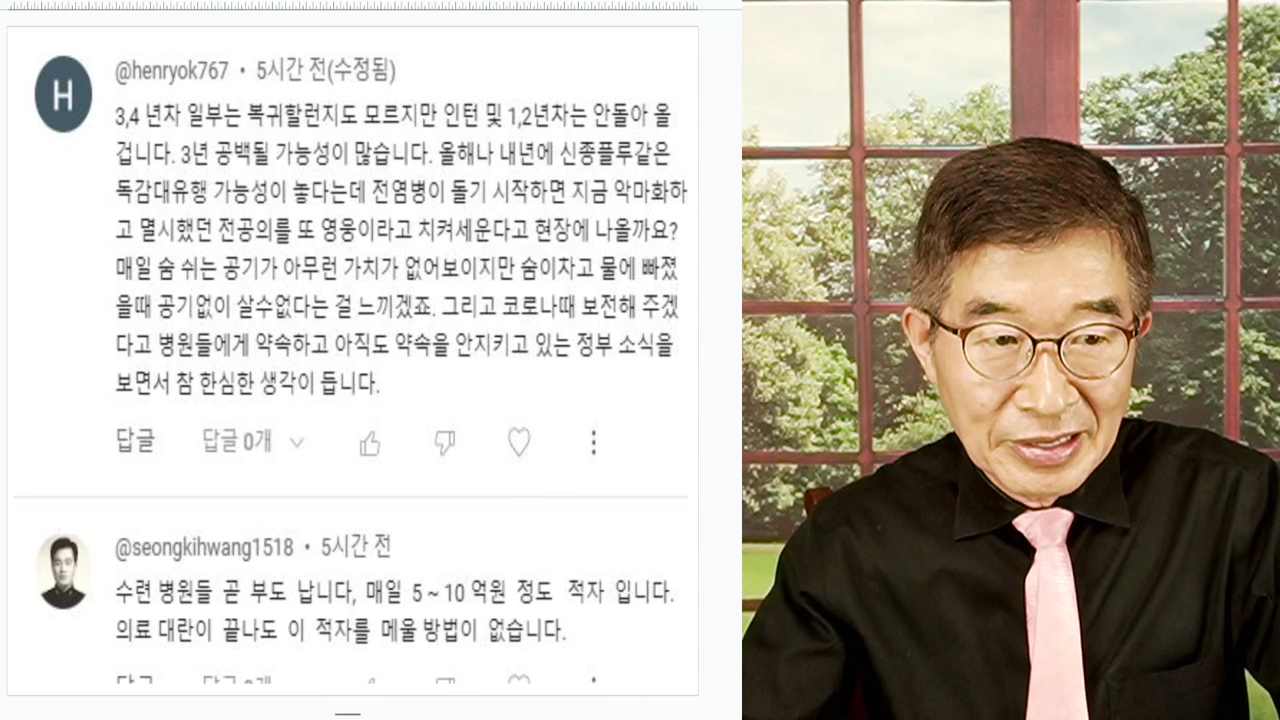 H
@henryok767 • 5시간 전(수정됨)
3,4 년차 일부는 복귀할런지도 모르지만 인턴 및 1,2년차는 안돌아 올
겁니다. 3년 공백될 가능성이 많습니다. 올해나 내년에 신종플루같은
독감대유행 가능성이 놓다는데 전염병이 돌기 시작하면 지금 악마화하
고 멸시했던 전공의를 또 영웅이라고 치켜세운다고 현장에 나올까요?
매일 숨 쉬는 공기가 아무런 가치가 없어보이지만 숨이차고 물에 빠졌
을때 공기없이 살수없다는 걸 느끼겠죠. 그리고 코로나때 보전해 주겠
다고 병원들에게 약속하고 아직도 약속을 안지키고 있는 정부 소식을
보면서 참 한심한 생각이 듭니다.
답글 답글 0개
@seongkihwang1518 • 5시간 전
수련 병원들 곧 부도 납니다, 매일 5 ~ 10 억원 정도 적자 입니다.
의료 대란이 끝나도 이 적자를 메울 방법이 없습니다.